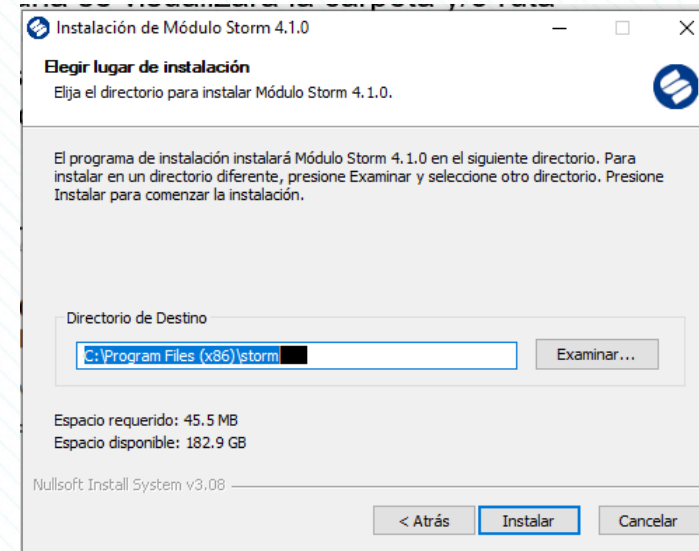 Instalación de Módulo Storm 4.1.0
Elegir lugar de instalación
Elija el directorio para instalar Módulo Storm 4.1.0.
El programa de instalación instalará Módulo Storm 4.1.0 en el siguiente directorio. Para
instalar en un directorio diferente, presione Examinar y seleccione otro directorio. Presione
Instalar para comenzar la instalación.
Directorio de Destino
C:\Program Files (x86)\storm
Examinar...
Espacio requerido: 45.5 MB
Espacio disponible: 182.9 GB
Nullsoft Install System v3.08
< Atrás
Instalar
Cancelar